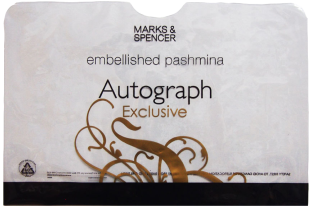 MARKS &
SPENCER
embellished pashmina
Autograph
Exclusive